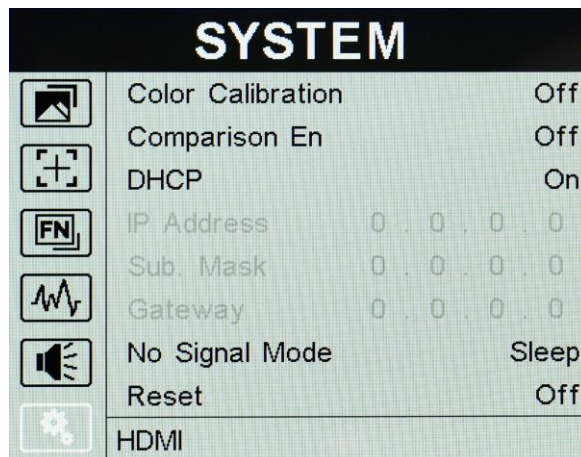 SYSTEM
Color Calibration Off
Comparison En Off
DHCP On
IP Address 0 . 0 . 0 . 0
FN
Sub. Mask 0 . 0 . 0 . 0
Gateway 0 . 0 . 0 . 0
No Signal Mode Sleep
Reset Off
HDMI